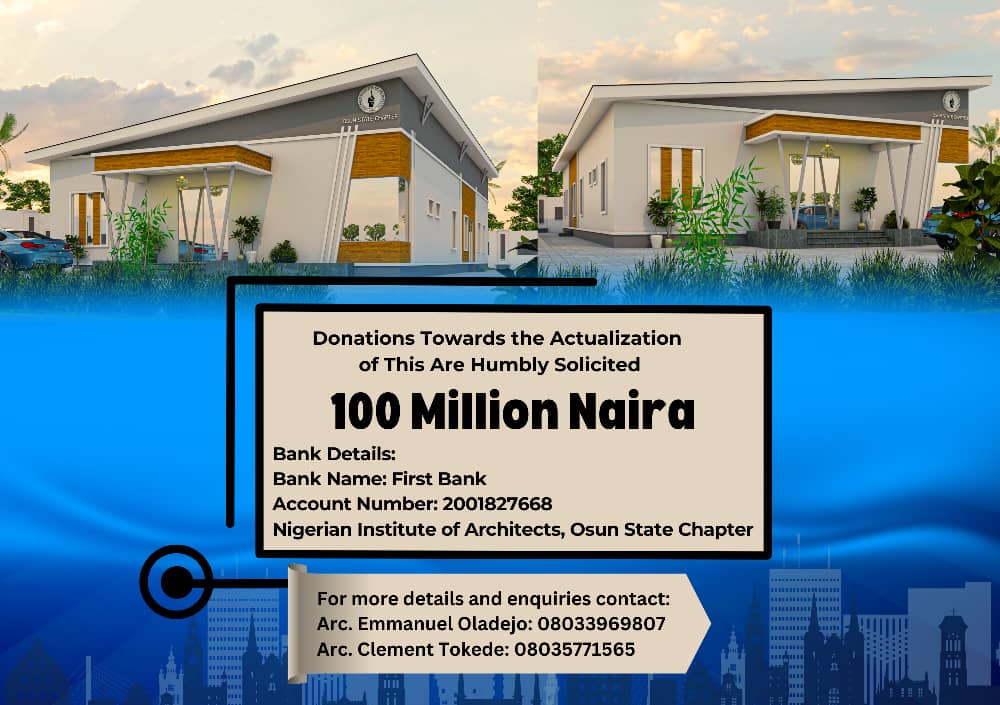 OSUN STATE CHAPTER
OSUN STATE CHAPTER
Donations Towards the Actualization
of This Are Humbly Solicited
100 Million Naira
Bank Details:
Bank Name: First Bank
Account Number: 2001827668
Nigerian Institute of Architects, Osun State Chapter
For more details and enquiries contact:
Arc. Emmanuel Oladejo: 08033969807
Arc. Clement Tokede: 08035771565